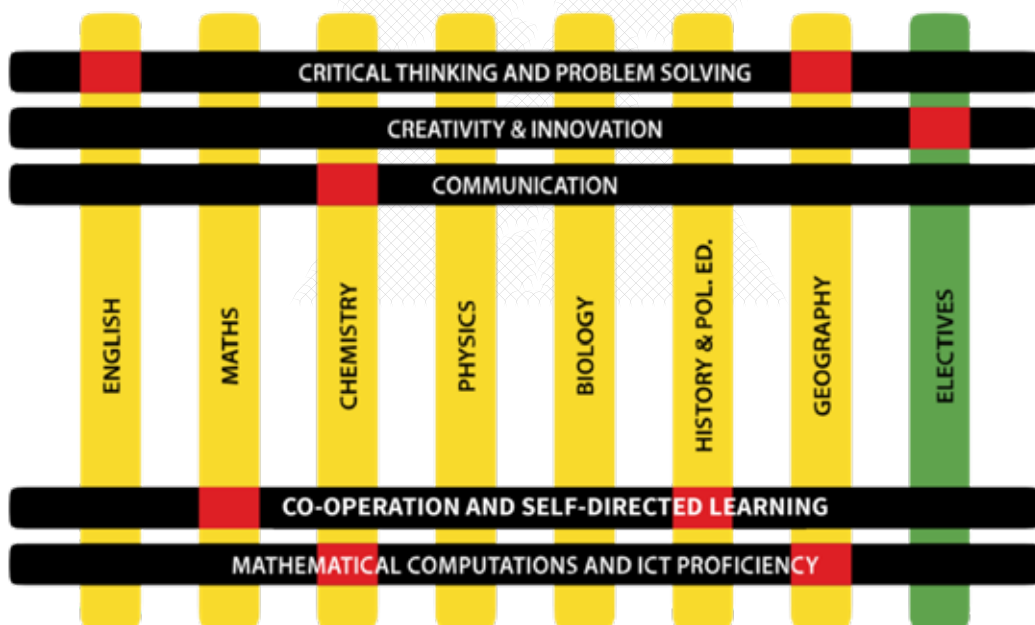 CRITICAL THINKING AND PROBLEM SOLVING
CREATIVITY & INNOVATION
COMMUNICATION
ENGLISH
MATHS
CHEMISTRY
PHYSICS
BIOLOGY
HISTORY & POL. ED.
GEOGRAPHY
ELECTIVES
CO-OPERATION AND SELF-DIRECTED LEARNING
MATHEMATICAL COMPUTATIONS AND ICT PROFICIENCY